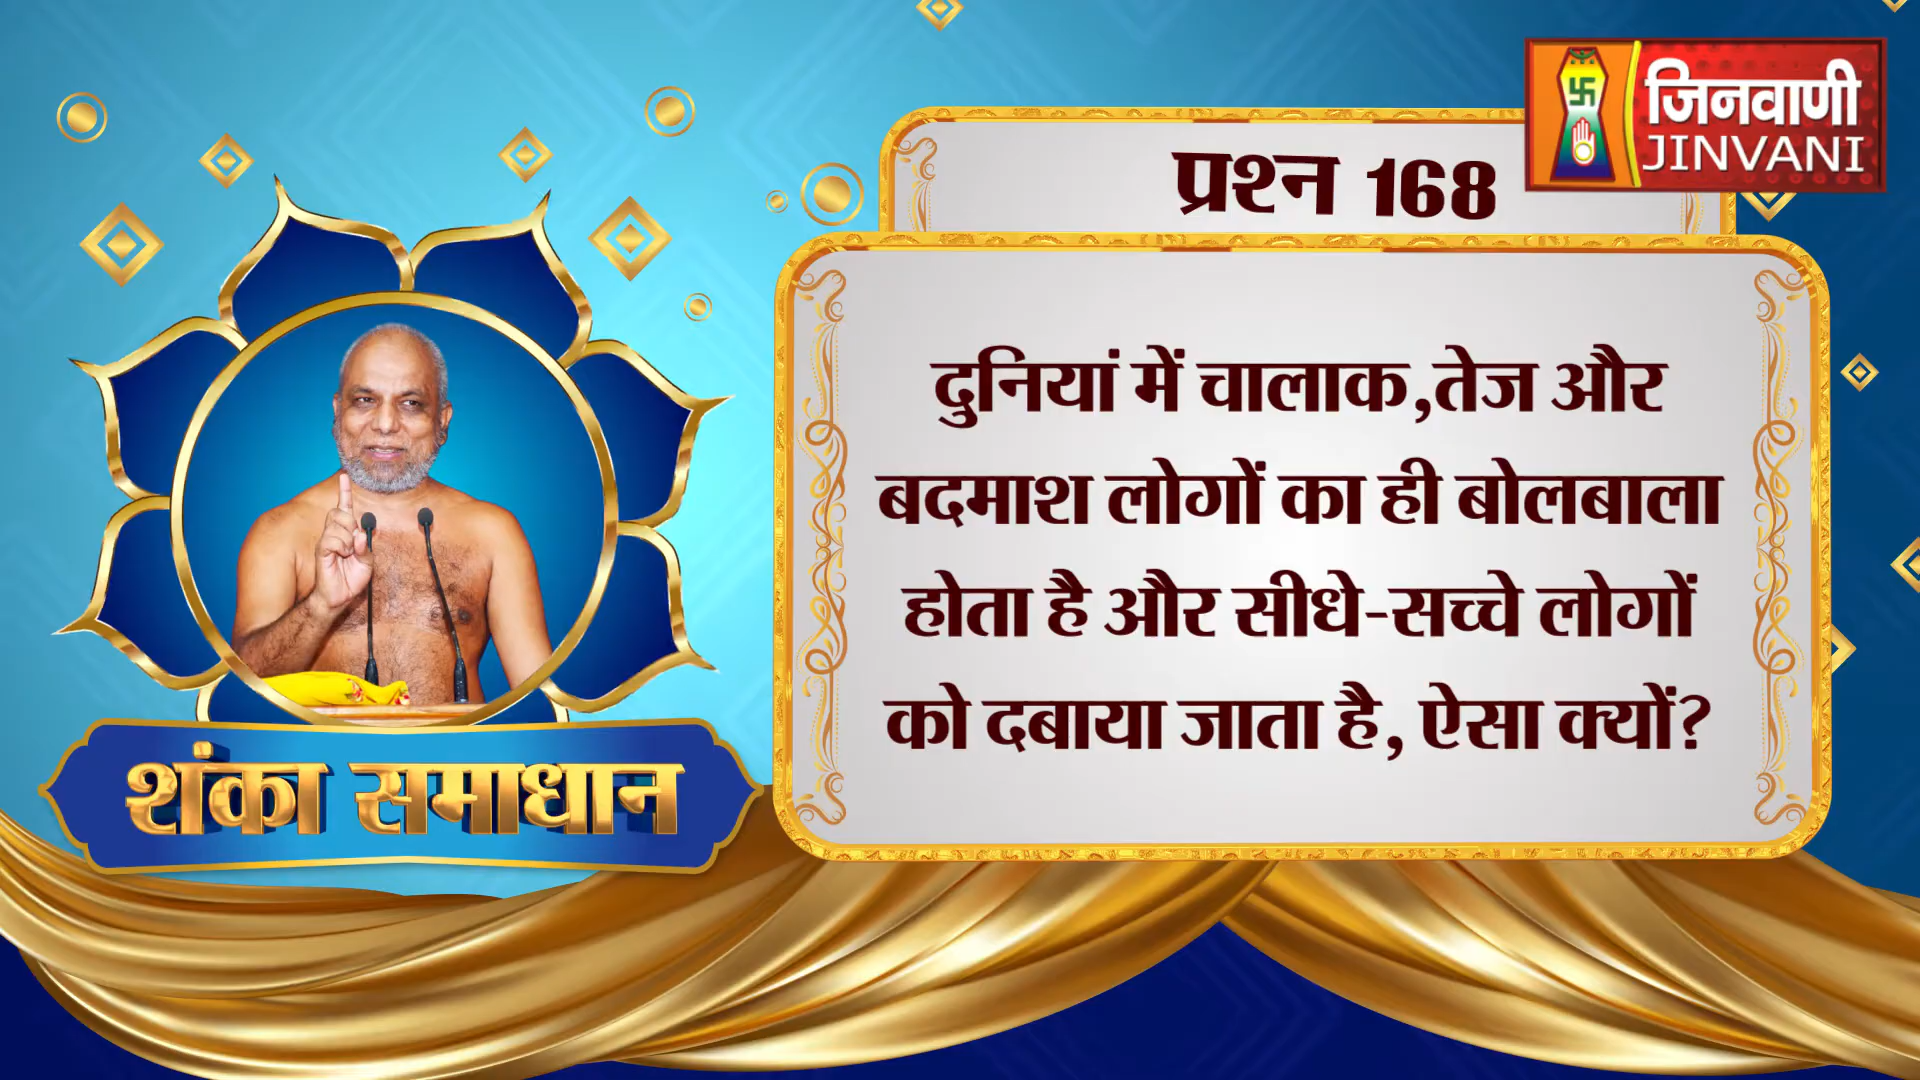 जिनवाणी
JINVANI
प्रश्न 168
दुनियां में चालाक,तेज और
बदमाश लोगों का ही बोलबाला
होता है और सीधे-सच्चे लोगों
को दबाया जाता है, ऐसा क्यों?
शंका समाधान